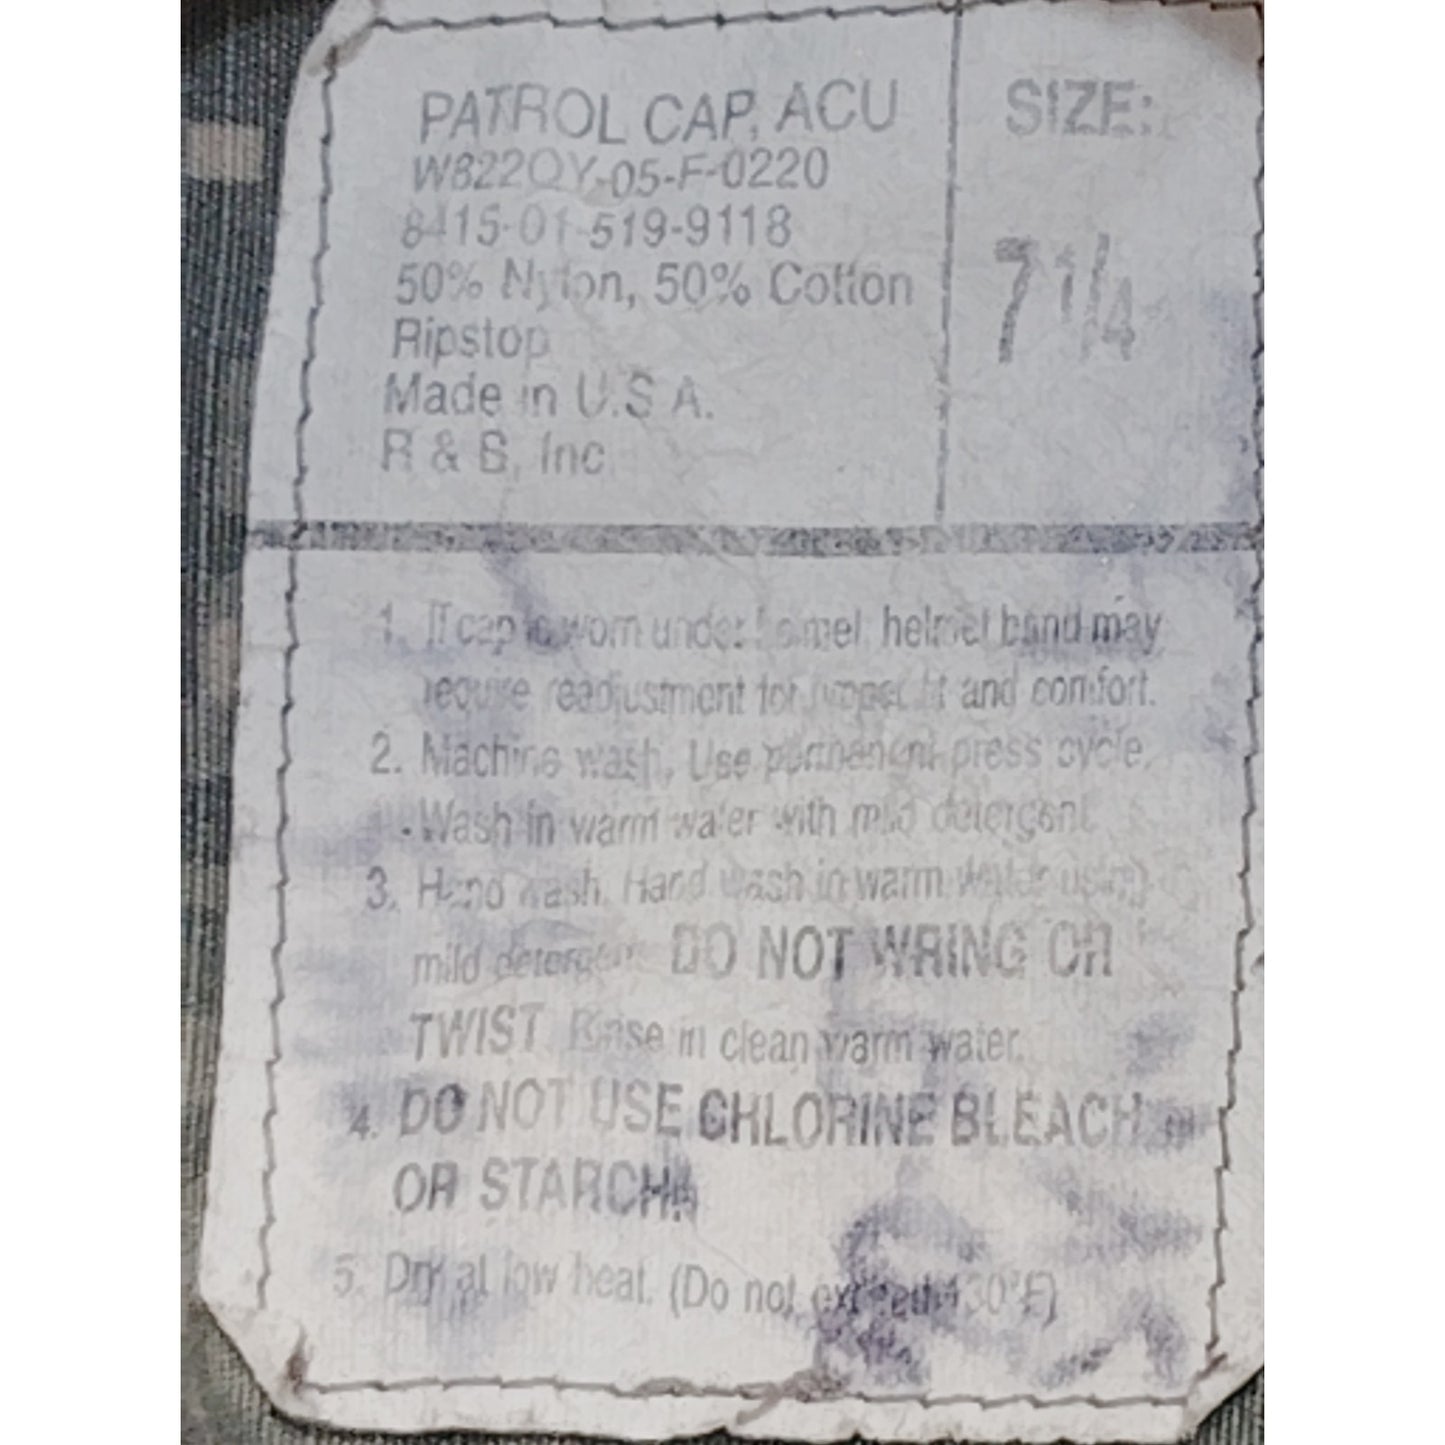 PATROL CAP, ACU
W822QY-05-F-0220
8415-01-519-9118
50% Nylon, 50% Cotton
Ripstop
Made in U.S.A.
R & B, Inc.
SIZE:
7 1/4
1. If cap is worn under helmet, helmet band may
require readjustment for proper fit and comfort.
2. Machine wash. Use permanent press cycle.
Wash in warm water with mild detergent.
3. Hand wash. Hand wash in warm water using
mild detergent. DO NOT WRING OR
TWIST. Rinse in clean warm water.
4. DO NOT USE CHLORINE BLEACH
OR STARCH.
5. Dry at low heat. (Do not exceed 130°F)